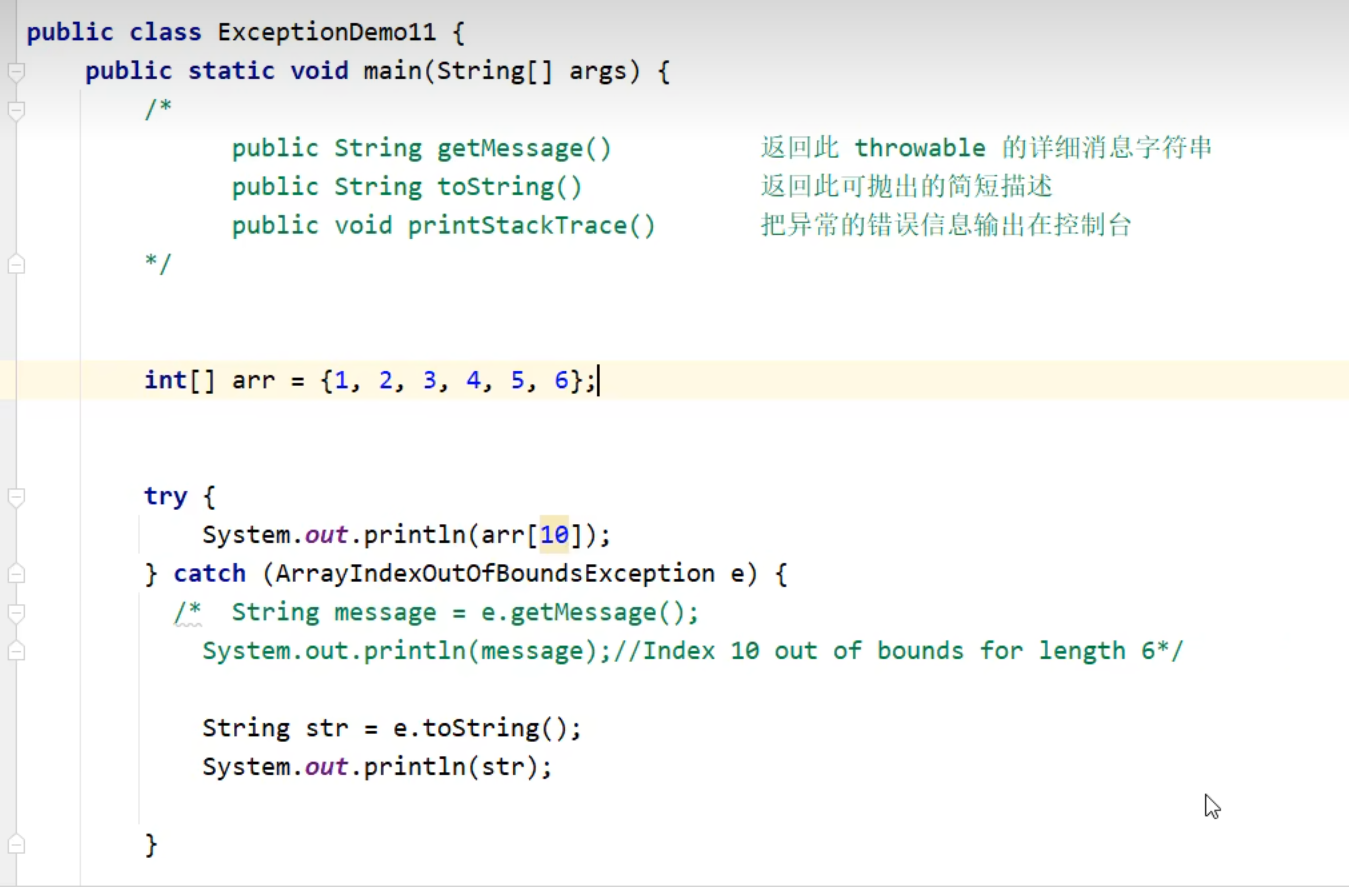 public class ExceptionDemo11 {
public static void main(String[] args) {
/*
public String getMessage() 返回此 throwable 的详细消息字符串
public String toString() 返回此可抛出的简短描述
public void printStackTrace() 把异常的错误信息输出在控制台
*/
int[] arr = {1, 2, 3, 4, 5, 6};
try {
System.out.println(arr[10]);
} catch (ArrayIndexOutOfBoundsException e) {
/* String message = e.getMessage();
System.out.println(message);//Index 10 out of bounds for length 6*/
String str = e.toString();
System.out.println(str);
}